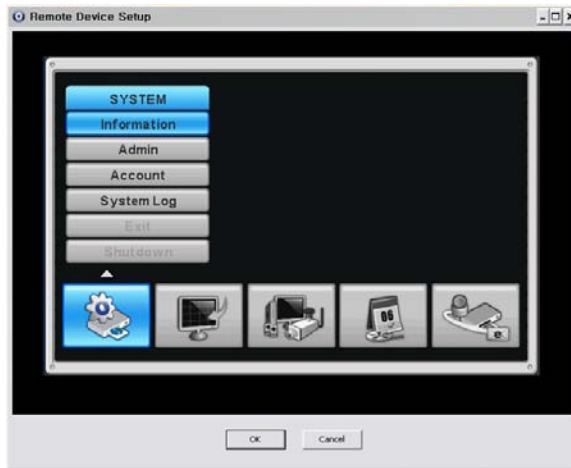 Remote Device Setup
SYSTEM
Information
Admin
Account
System Log
Exit
Shutdown
06
OK
Cancel